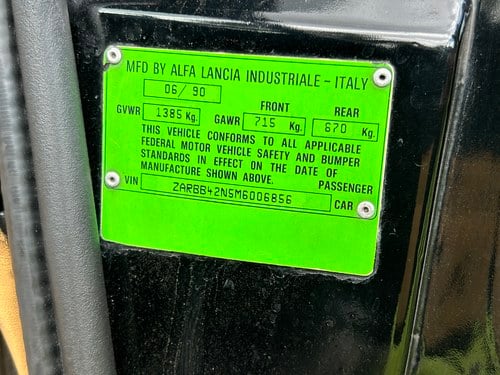 MFD BY ALFA LANCIA INDUSTRIALE - ITALY
06/ 90
FRONT REAR
GVWR 1385 Kg. GAWR 715 Kg. 670 Kg.
THIS VEHICLE CONFORMS TO ALL APPLICABLE
FEDERAL MOTOR VEHICLE SAFETY AND BUMPER
STANDARDS IN EFFECT ON THE DATE OF
MANUFACTURE SHOWN ABOVE. PASSENGER
VIN ZARBB42N5M6006856 CAR